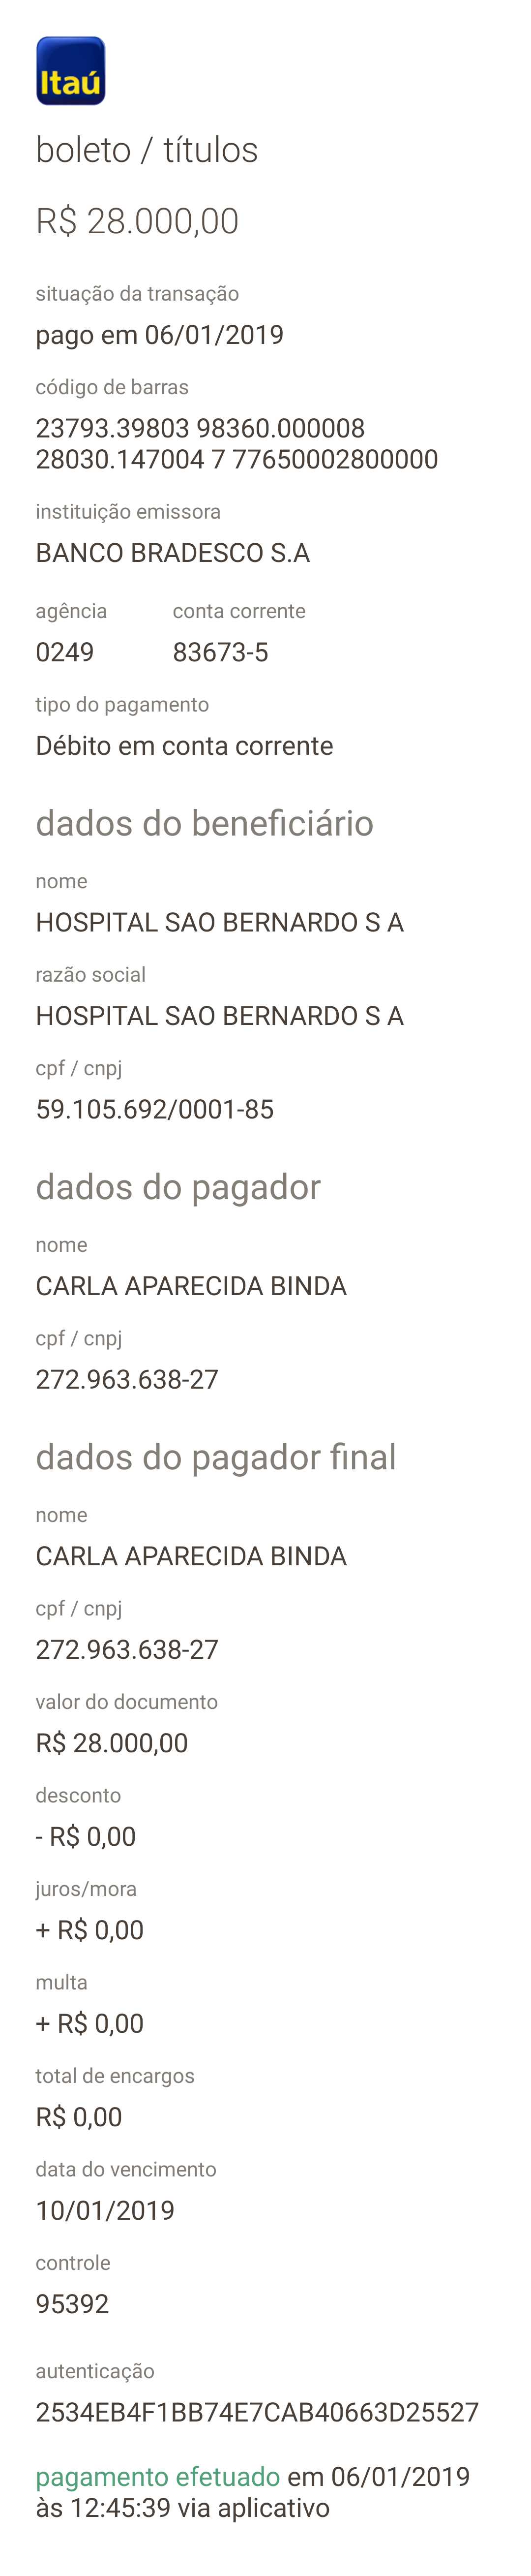 Itaú
boleto / títulos
R$ 28.000,00
situação da transação
pago em 06/01/2019
código de barras
23793.39803 98360.000008
28030.147004 7 77650002800000
instituição emissora
BANCO BRADESCO S.A
agência conta corrente
0249 83673-5
tipo do pagamento
Débito em conta corrente
dados do beneficiário
nome
HOSPITAL SAO BERNARDO S A
razão social
HOSPITAL SAO BERNARDO S A
cpf / cnpj
59.105.692/0001-85
dados do pagador
nome
CARLA APARECIDA BINDA
cpf / cnpj
272.963.638-27
dados do pagador final
nome
CARLA APARECIDA BINDA
cpf / cnpj
272.963.638-27
valor do documento
R$ 28.000,00
desconto
- R$ 0,00
juros/mora
+ R$ 0,00
multa
+ R$ 0,00
total de encargos
R$ 0,00
data do vencimento
10/01/2019
controle
95392
autenticação
2534EB4F1BB74E7CAB40663D25527
pagamento efetuado em 06/01/2019
às 12:45:39 via aplicativo